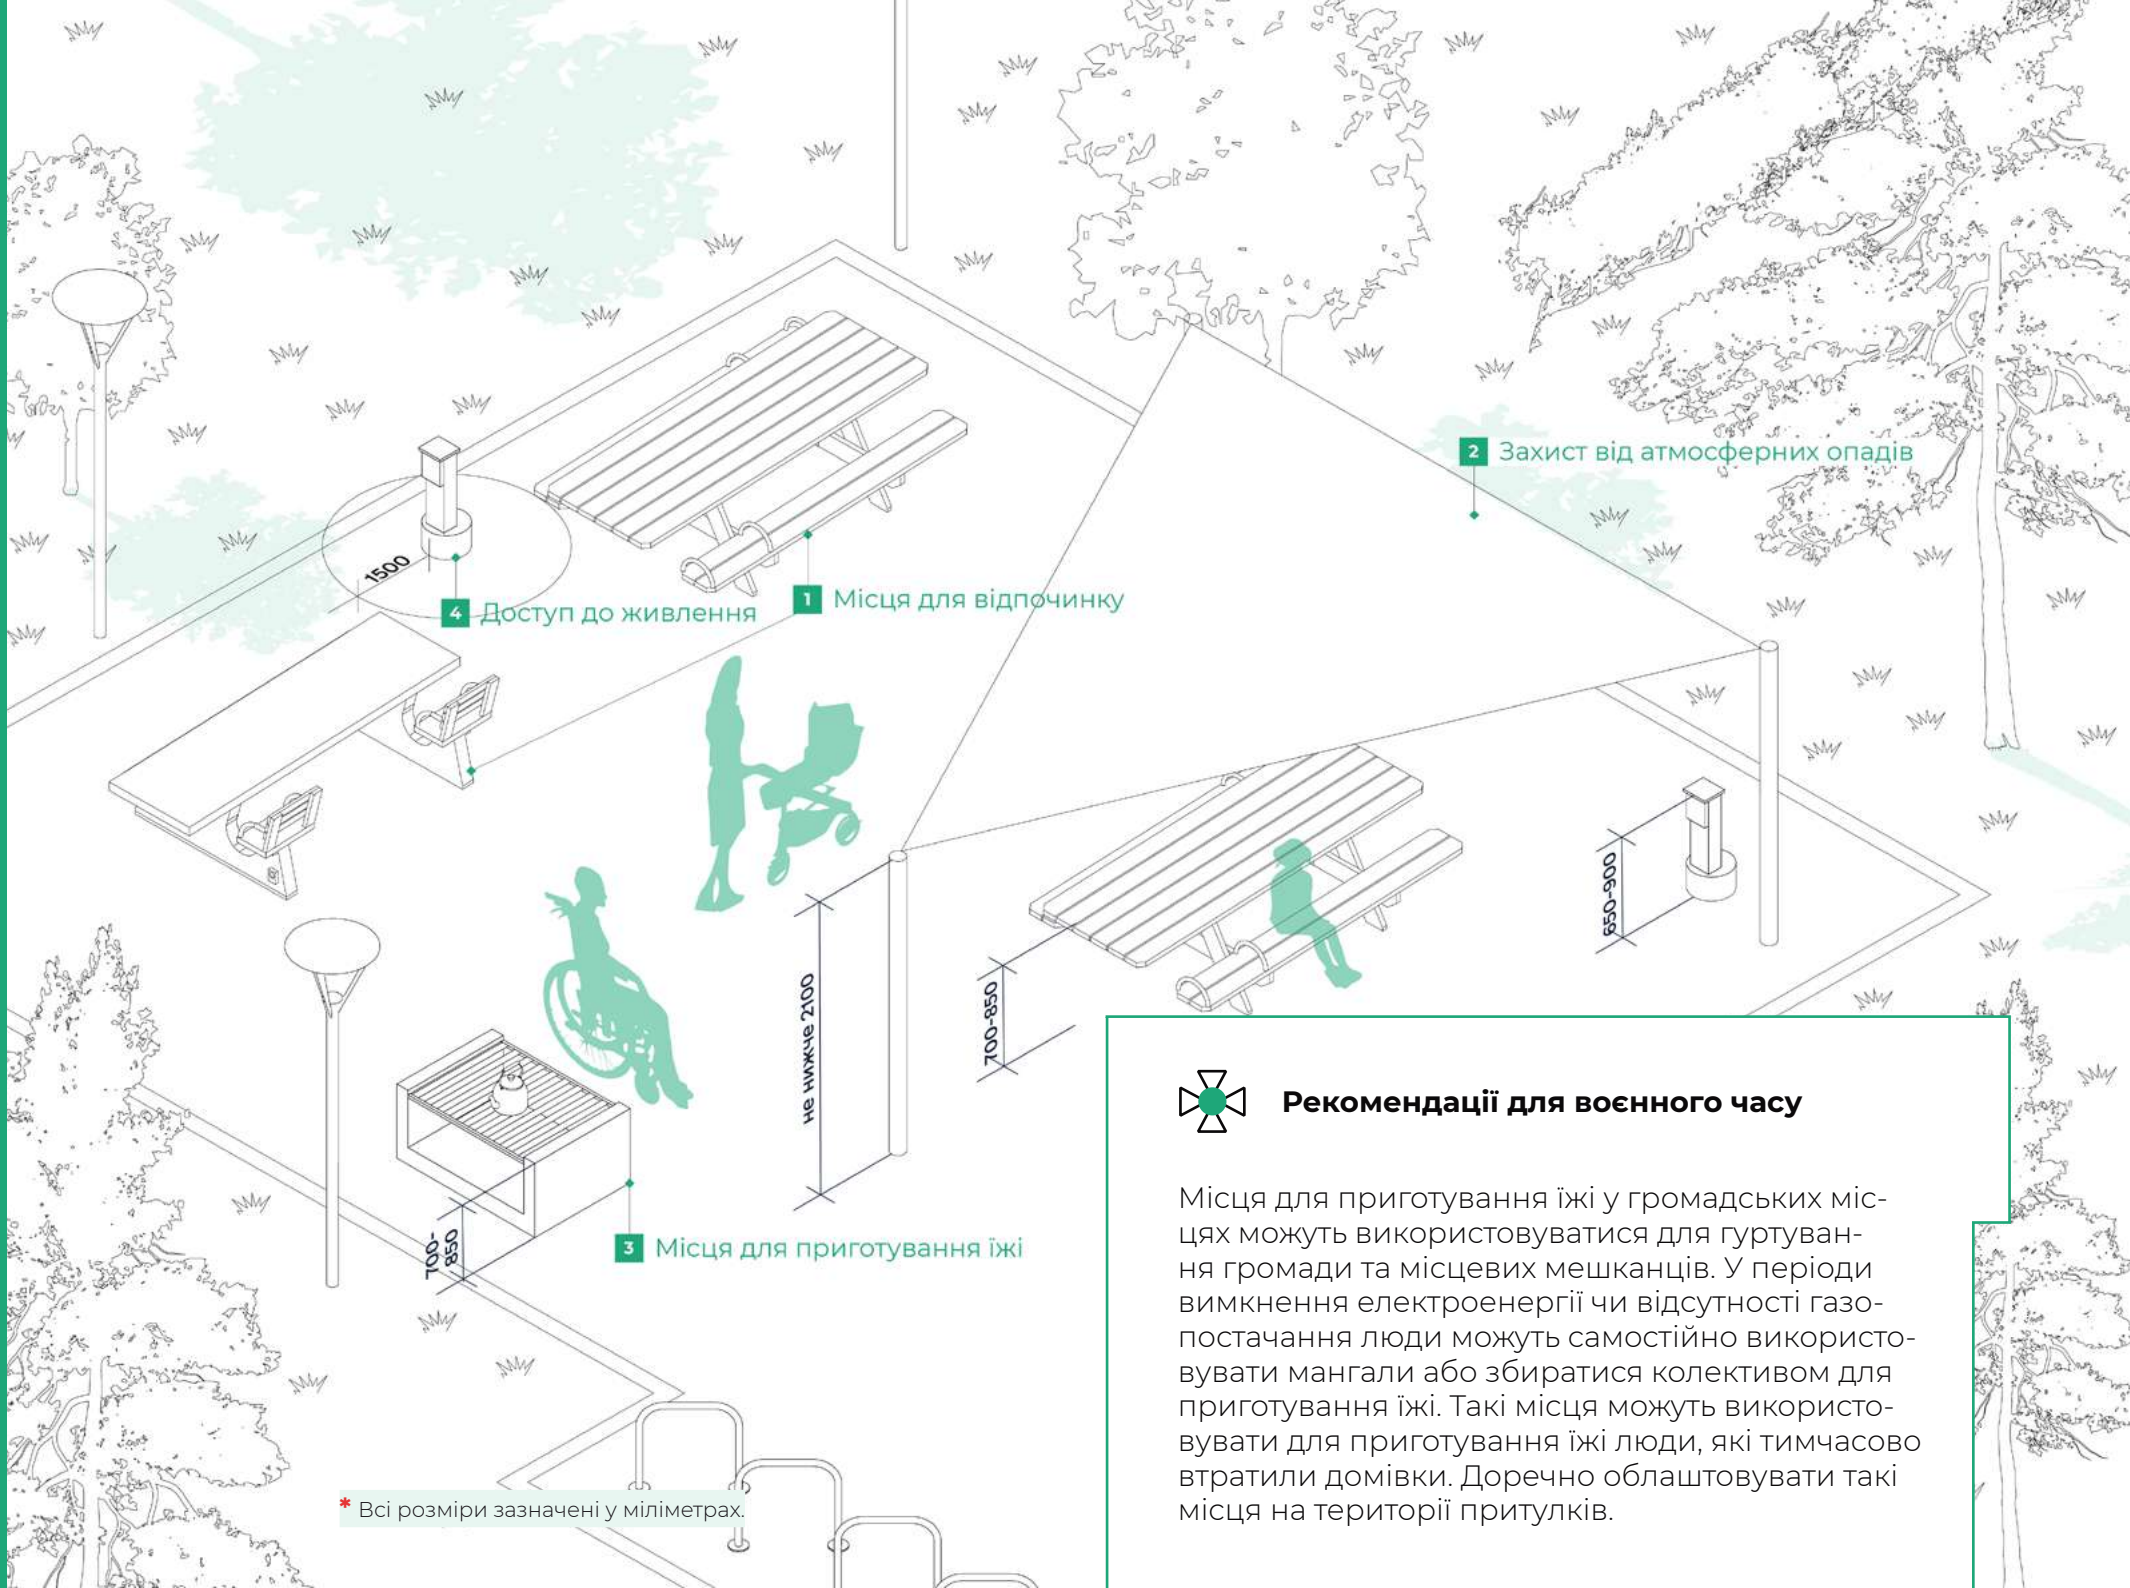 2 Захист від атмосферних опадів
1500
4 Доступ до живлення
1 Місця для відпочинку
650-900
не нижче 2100
700-850
700-
850
3 Місця для приготування їжі
Рекомендації для воєнного часу
Місця для приготування їжі у громадських міс-
цях можуть використовуватися для гуртуван-
ня громади та місцевих мешканців. У періоди
вимкнення електроенергії чи відсутності газо-
постачання люди можуть самостійно використо-
вувати мангали або збиратися колективом для
приготування їжі. Такі місця можуть використо-
вувати для приготування їжі люди, які тимчасово
втратили домівки. Доречно облаштовувати такі
місця на території притулків.
* Всі розміри зазначені у міліметрах.